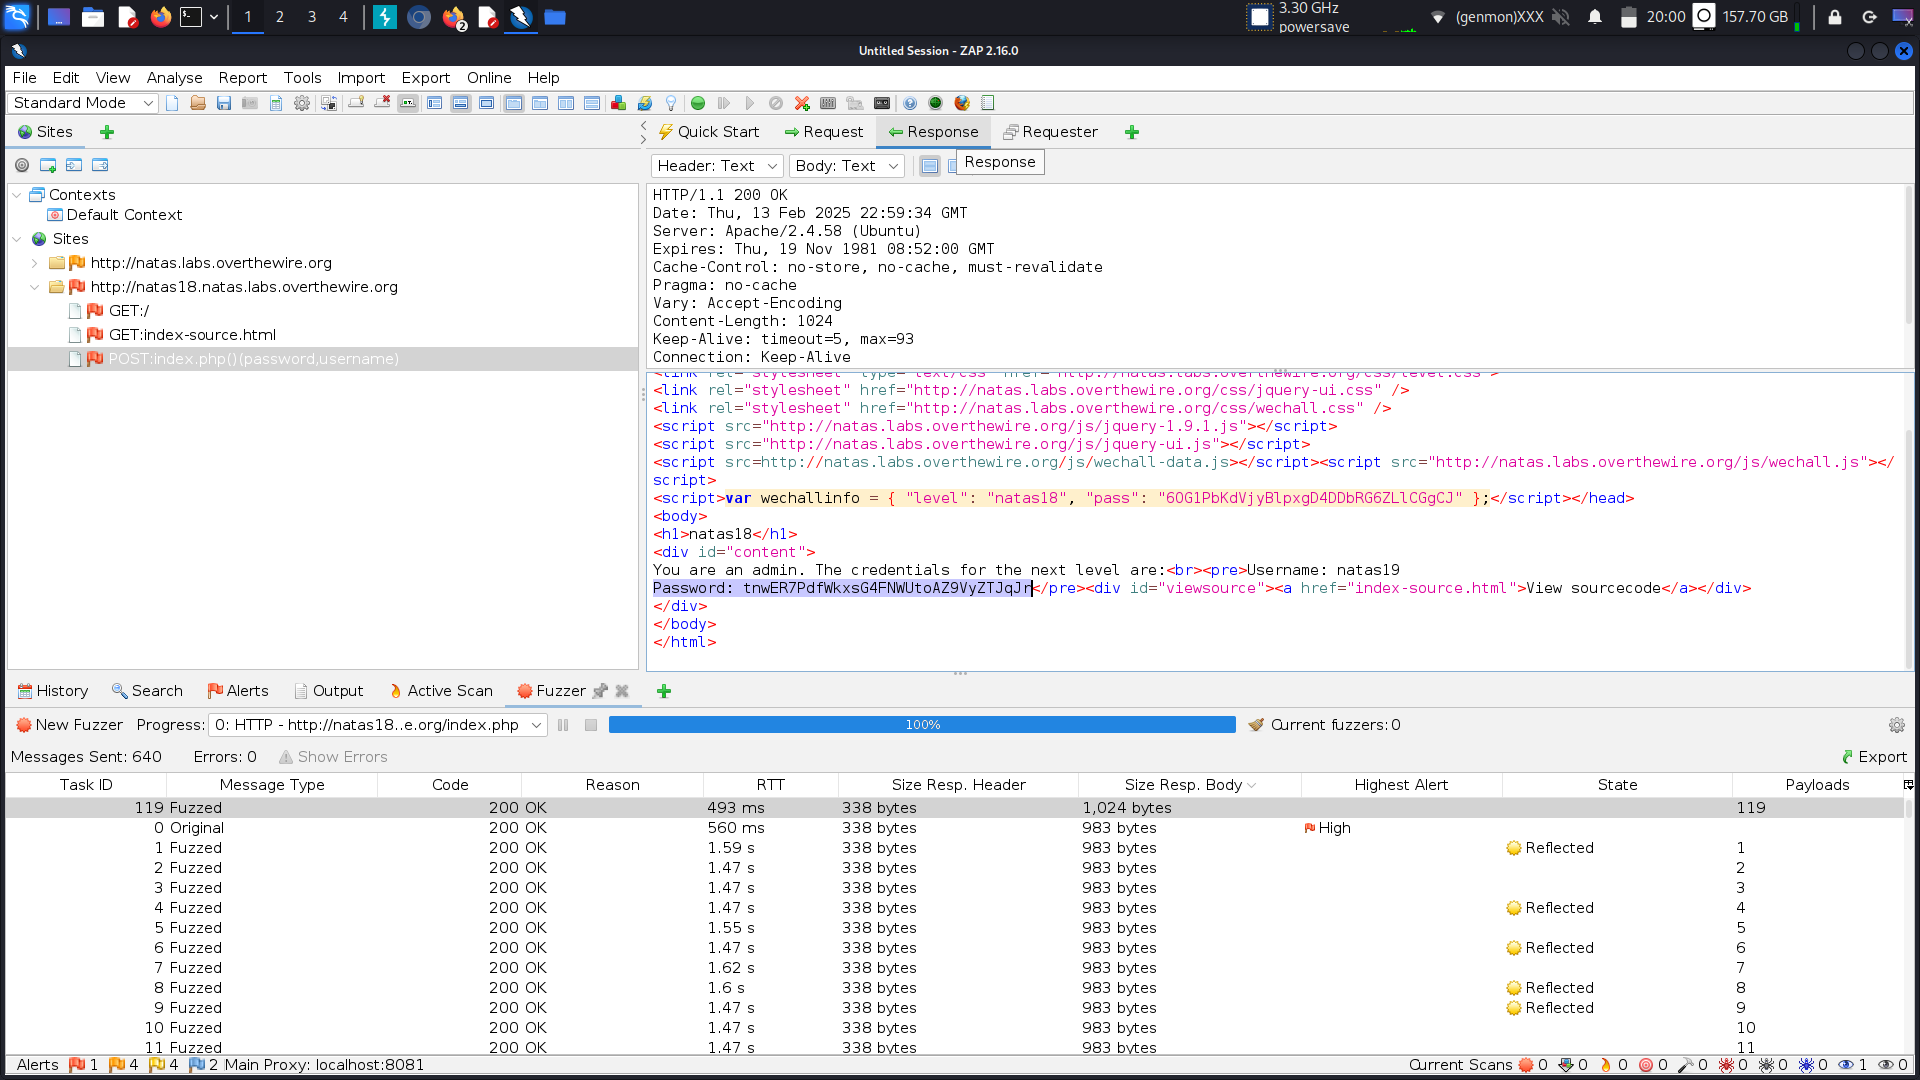 1 2 3 4
2
3.30 GHz
powersave
(genmon)XXX
20:00
157.70 GB
Untitled Session - ZAP 2.16.0
File Edit View Analyse Report Tools Import Export Online Help
Standard Mode
Sites
Quick Start Request Response Requester
Header: Text Body: Text
Response
Contexts
Default Context
Sites
http://natas.labs.overthewire.org
http://natas18.natas.labs.overthewire.org
GET:/
GET:index-source.html
POST:index.php()(password,username)
HTTP/1.1 200 OK
Date: Thu, 13 Feb 2025 22:59:34 GMT
Server: Apache/2.4.58 (Ubuntu)
Expires: Thu, 19 Nov 1981 08:52:00 GMT
Cache-Control: no-store, no-cache, must-revalidate
Pragma: no-cache
Vary: Accept-Encoding
Content-Length: 1024
Keep-Alive: timeout=5, max=93
Connection: Keep-Alive
<link rel="stylesheet" type="text/css" href="http://natas.labs.overthewire.org/css/level.css">
<link rel="stylesheet" href="http://natas.labs.overthewire.org/css/jquery-ui.css" />
<link rel="stylesheet" href="http://natas.labs.overthewire.org/css/wechall.css" />
<script src="http://natas.labs.overthewire.org/js/jquery-1.9.1.js"></script>
<script src="http://natas.labs.overthewire.org/js/jquery-ui.js"></script>
<script src=http://natas.labs.overthewire.org/js/wechall-data.js></script><script src="http://natas.labs.overthewire.org/js/wechall.js"></
script>
<script>var wechallinfo = { "level": "natas18", "pass": "6OG1PbKdVjyBlpxgD4DDbRG6ZLlCGgCJ" };</script></head>
<body>
<h1>natas18</h1>
<div id="content">
You are an admin. The credentials for the next level are:<br><pre>Username: natas19
Password: tnwER7PdfWkxsG4FNWUtoAZ9VyZTJqJr</pre><div id="viewsource"><a href="index-source.html">View sourcecode</a></div>
</div>
</body>
</html>
History Search Alerts Output Active Scan Fuzzer
New Fuzzer Progress: 0: HTTP - http://natas18..e.org/index.php 100% Current fuzzers: 0
Messages Sent: 640 Errors: 0 Show Errors Export
Task ID Message Type Code Reason RTT Size Resp. Header Size Resp. Body Highest Alert State Payloads
119 Fuzzed 200 OK 493 ms 338 bytes 1,024 bytes 119
0 Original 200 OK 560 ms 338 bytes 983 bytes High
1 Fuzzed 200 OK 1.59 s 338 bytes 983 bytes Reflected 1
2 Fuzzed 200 OK 1.47 s 338 bytes 983 bytes 2
3 Fuzzed 200 OK 1.47 s 338 bytes 983 bytes 3
4 Fuzzed 200 OK 1.47 s 338 bytes 983 bytes Reflected 4
5 Fuzzed 200 OK 1.55 s 338 bytes 983 bytes 5
6 Fuzzed 200 OK 1.47 s 338 bytes 983 bytes Reflected 6
7 Fuzzed 200 OK 1.62 s 338 bytes 983 bytes 7
8 Fuzzed 200 OK 1.6 s 338 bytes 983 bytes Reflected 8
9 Fuzzed 200 OK 1.47 s 338 bytes 983 bytes Reflected 9
10 Fuzzed 200 OK 1.47 s 338 bytes 983 bytes 10
11 Fuzzed 200 OK 1.47 s 338 bytes 983 bytes 11
Alerts 1 4 4 2 Main Proxy: localhost:8081 Current Scans 0 0 0 0 0 0 0 0 1 0